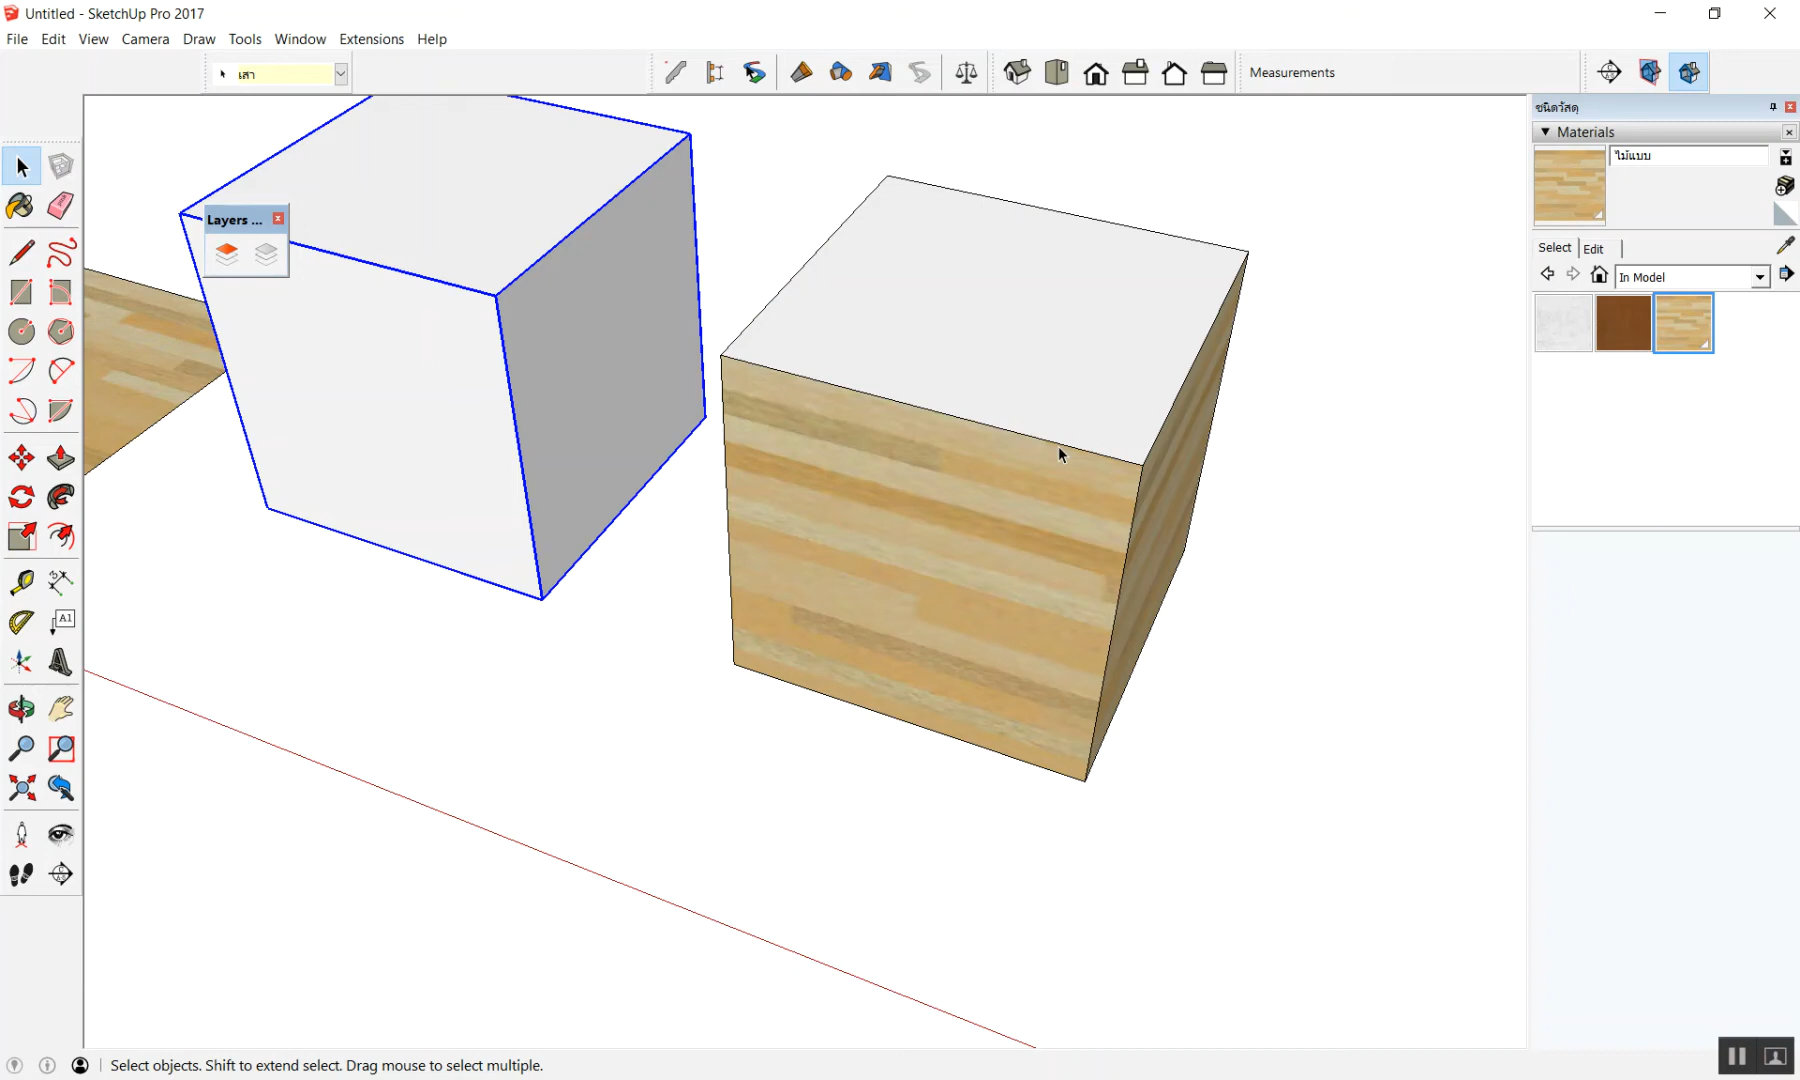 Untitled - SketchUp Pro 2017
File Edit View Camera Draw Tools Window Extensions Help
เสา
Measurements
ชนิดวัสดุ
Materials
ไม้แบบ
Layers ...
Select Edit
In Model
A1
Select objects. Shift to extend select. Drag mouse to select multiple.